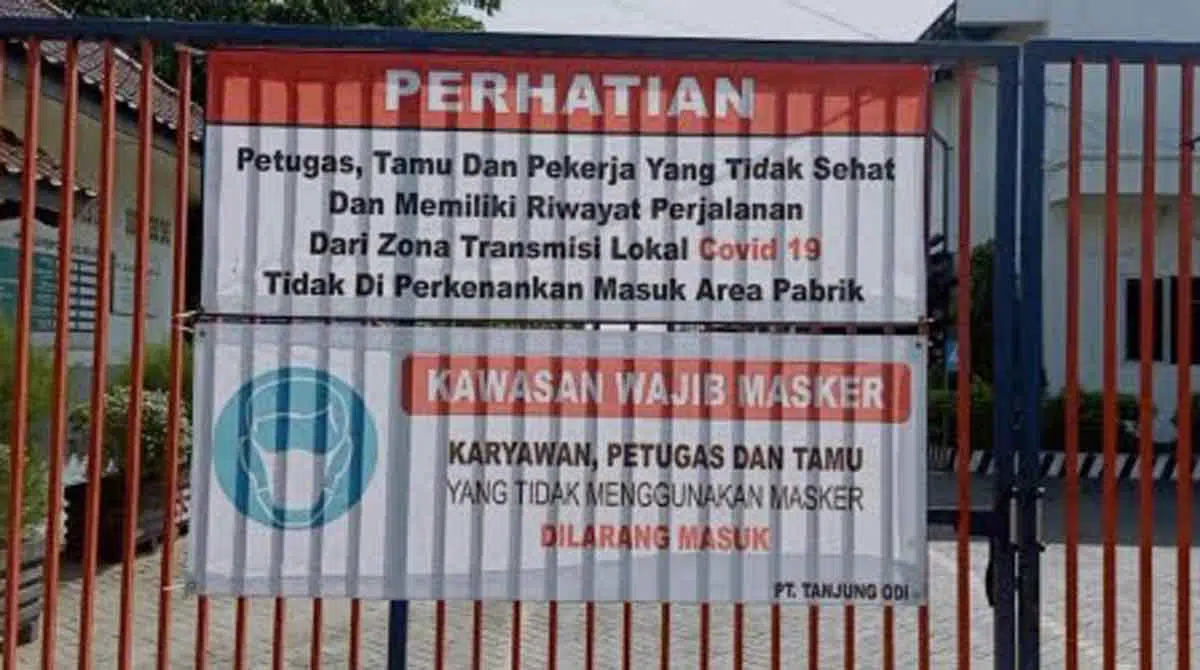 PERHATIAN
Petugas, Tamu Dan Pekerja Yang Tidak Sehat
Dan Memiliki Riwayat Perjalanan
Dari Zona Transmisi Lokal Covid 19
Tidak Di Perkenankan Masuk Area Pabrik
KAWASAN WAJIB MASKER
KARYAWAN, PETUGAS DAN TAMU
YANG TIDAK MENGGUNAKAN MASKER
DILARANG MASUK
PT. TANJUNG ODI